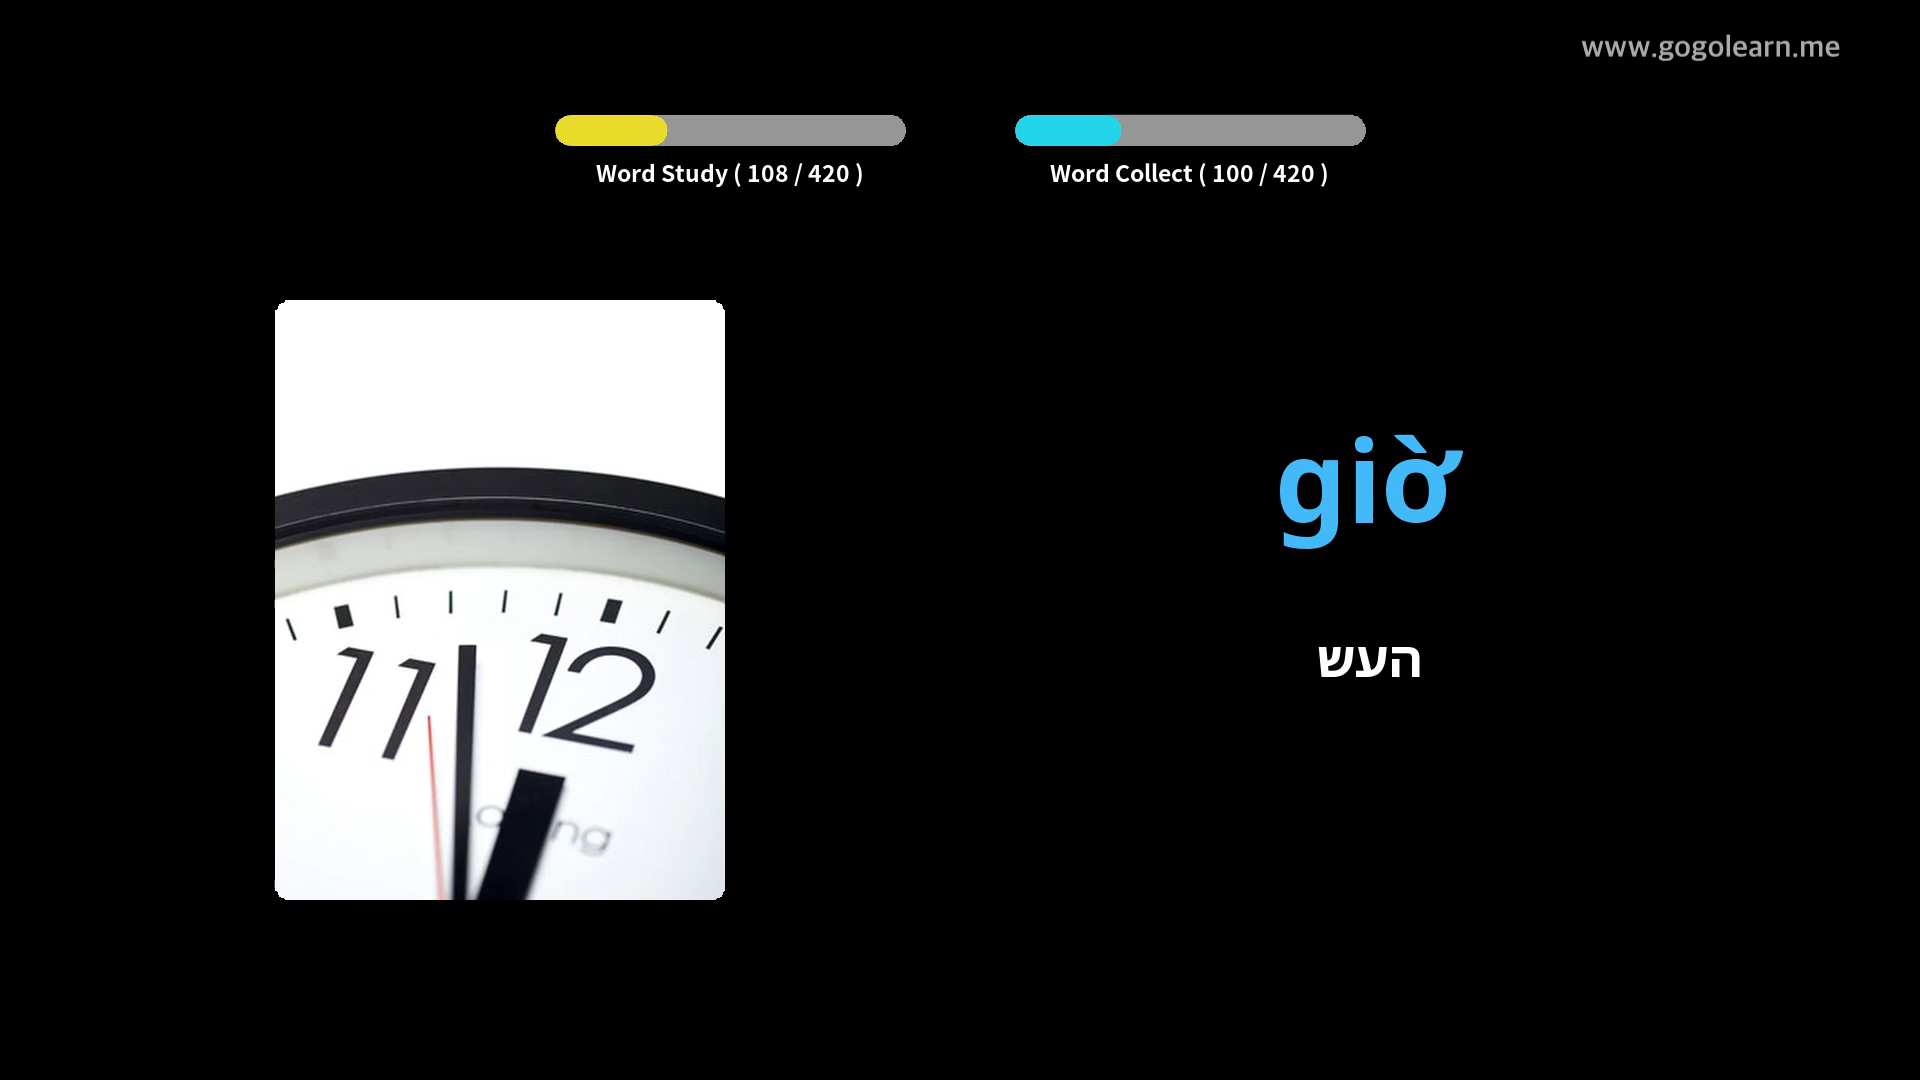 www.gogolearn.me
Word Study ( 108 / 420 )
Word Collect ( 100 / 420 )
giờ
העש
11 12